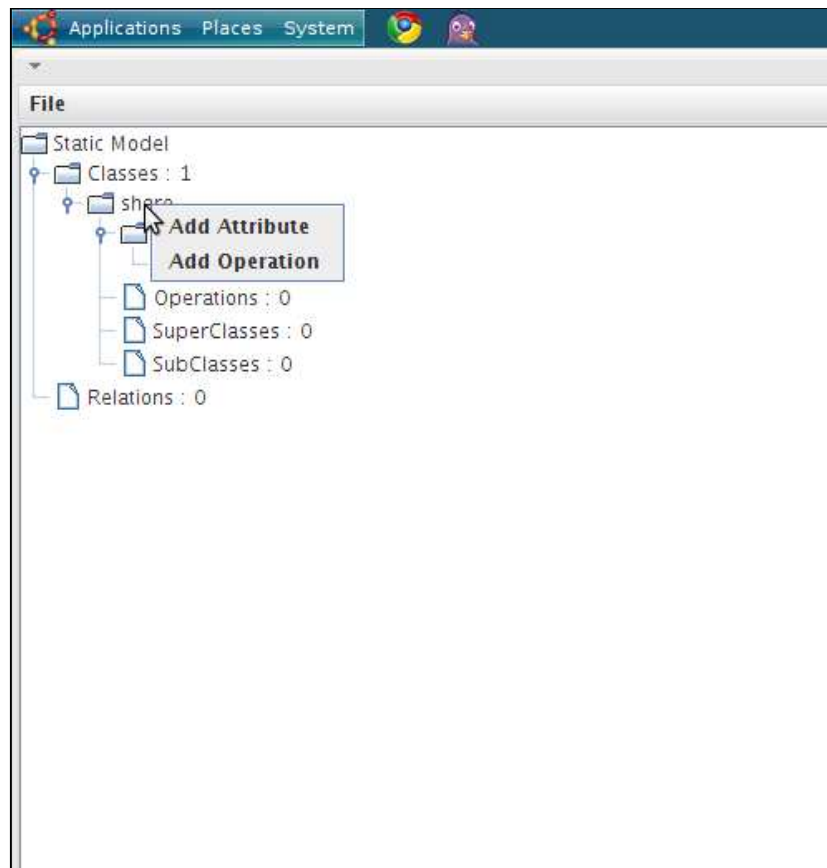 Applications Places System
File
Static Model
Classes : 1
share
Add Attribute
Add Operation
Operations : 0
SuperClasses : 0
SubClasses : 0
Relations : 0